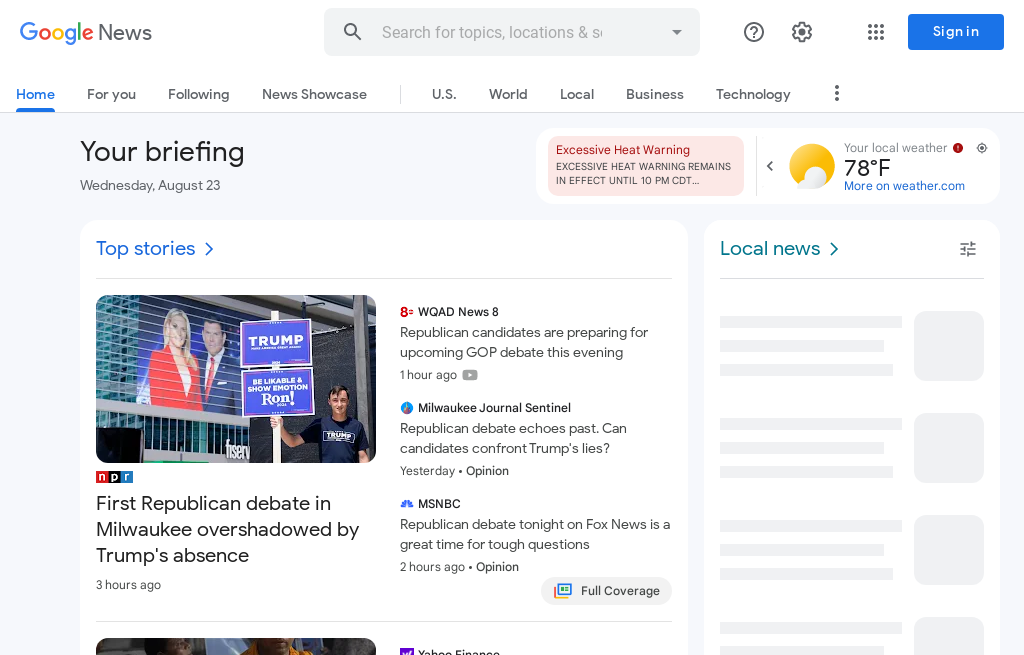 Google News
Search for topics, locations & so
Sign in
Home
For you
Following
News Showcase
U.S.
World
Local
Business
Technology
Your briefing
Wednesday, August 23
Excessive Heat Warning
EXCESSIVE HEAT WARNING REMAINS
IN EFFECT UNTIL 10 PM CDT...
Your local weather
78°F
More on weather.com
Top stories
TRUMP
BE LIKABLE &
SHOW EMOTION
Ron!
TRUMP
fiserv
npr
First Republican debate in
Milwaukee overshadowed by
Trump's absence
3 hours ago
8
WQAD News 8
Republican candidates are preparing for
upcoming GOP debate this evening
1 hour ago
Milwaukee Journal Sentinel
Republican debate echoes past. Can
candidates confront Trump's lies?
Yesterday • Opinion
MSNBC
Republican debate tonight on Fox News is a
great time for tough questions
2 hours ago • Opinion
Full Coverage
Yahoo Finance
Local news